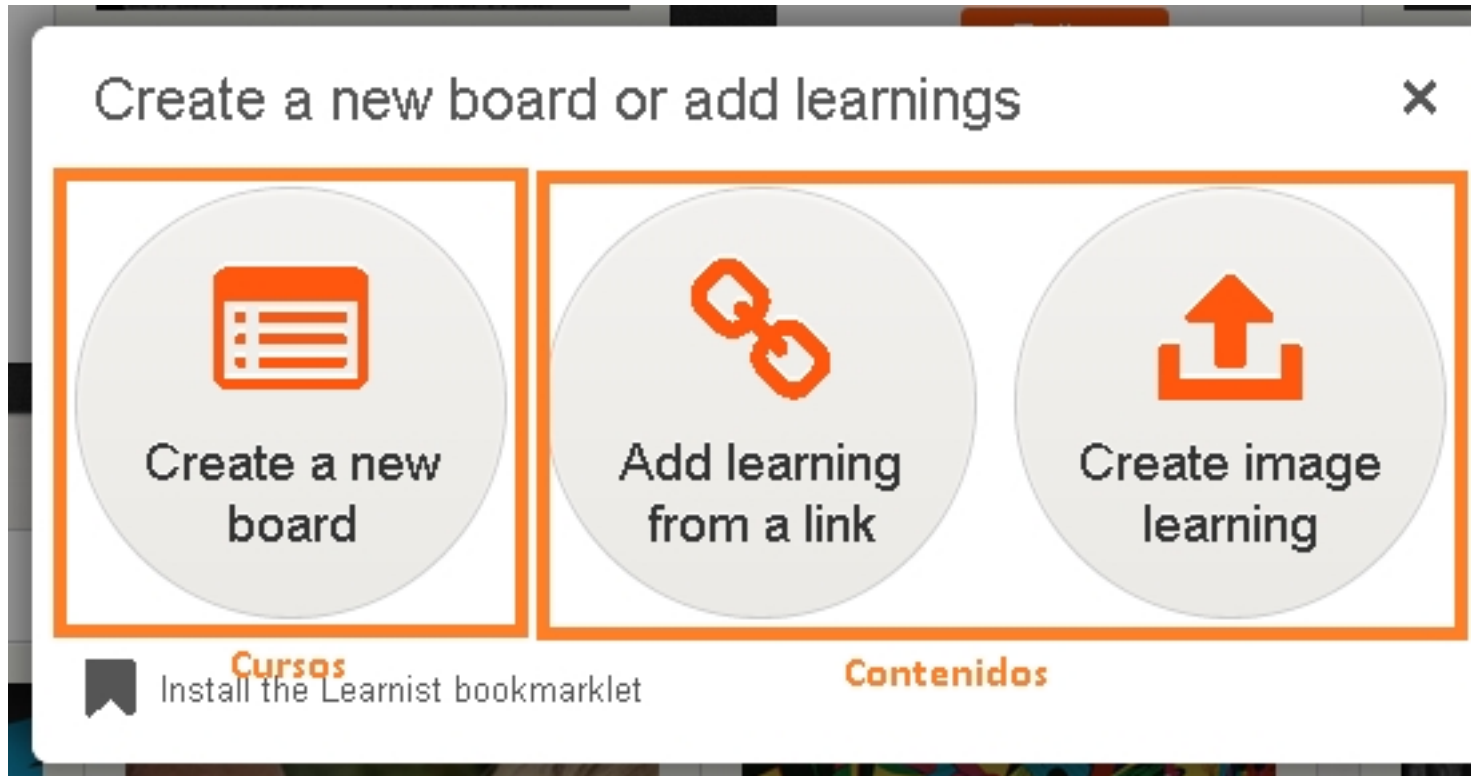 Create a new board or add learnings
Create a new
board
Add learning
from a link
Create image
learning
Cursos
Contenidos
Install the Learnist bookmarklet